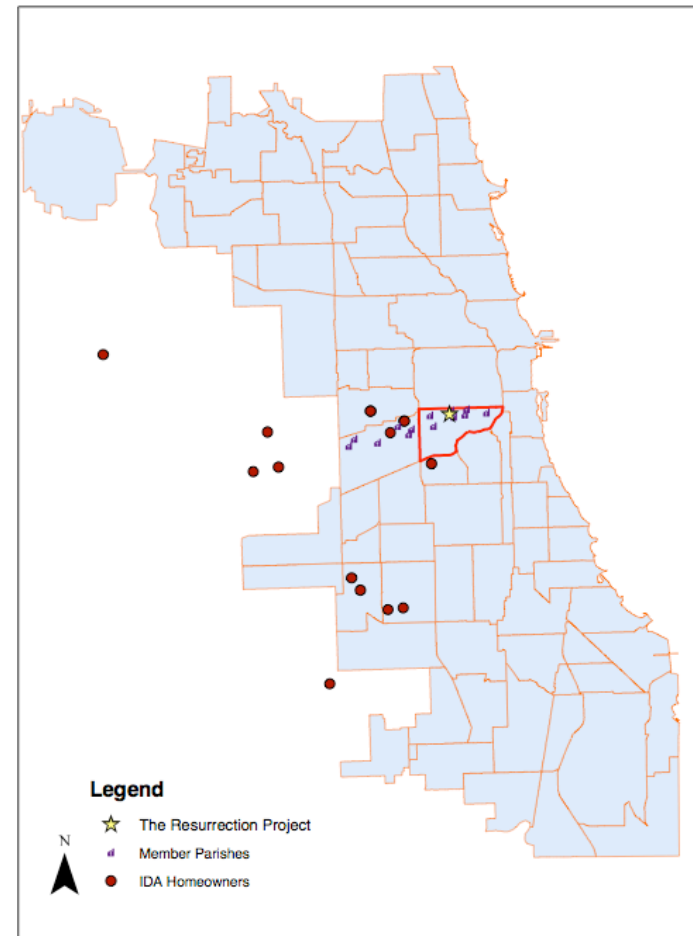 Legend
The Resurrection Project
N
Member Parishes
IDA Homeowners